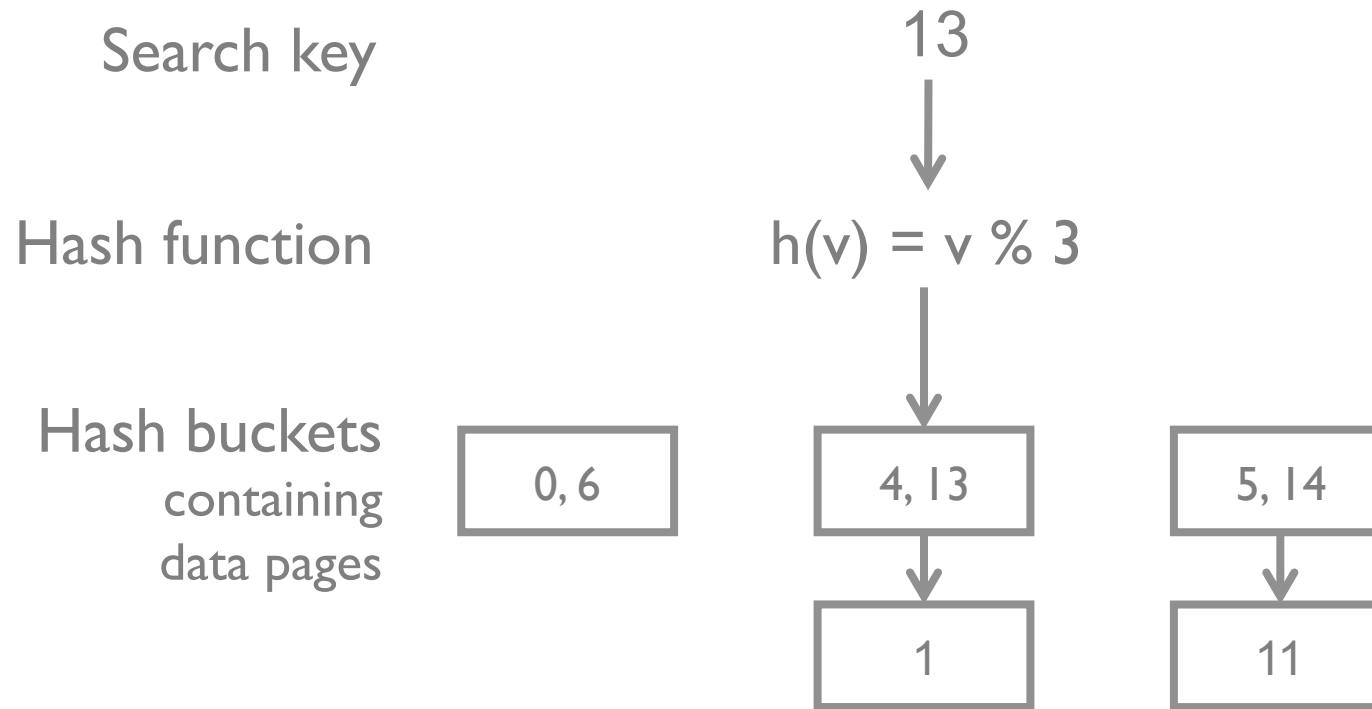 Search key
13
Hash function
h(v) = v % 3
Hash buckets
containing
data pages
0, 6
4, 13
5, 14
1
11